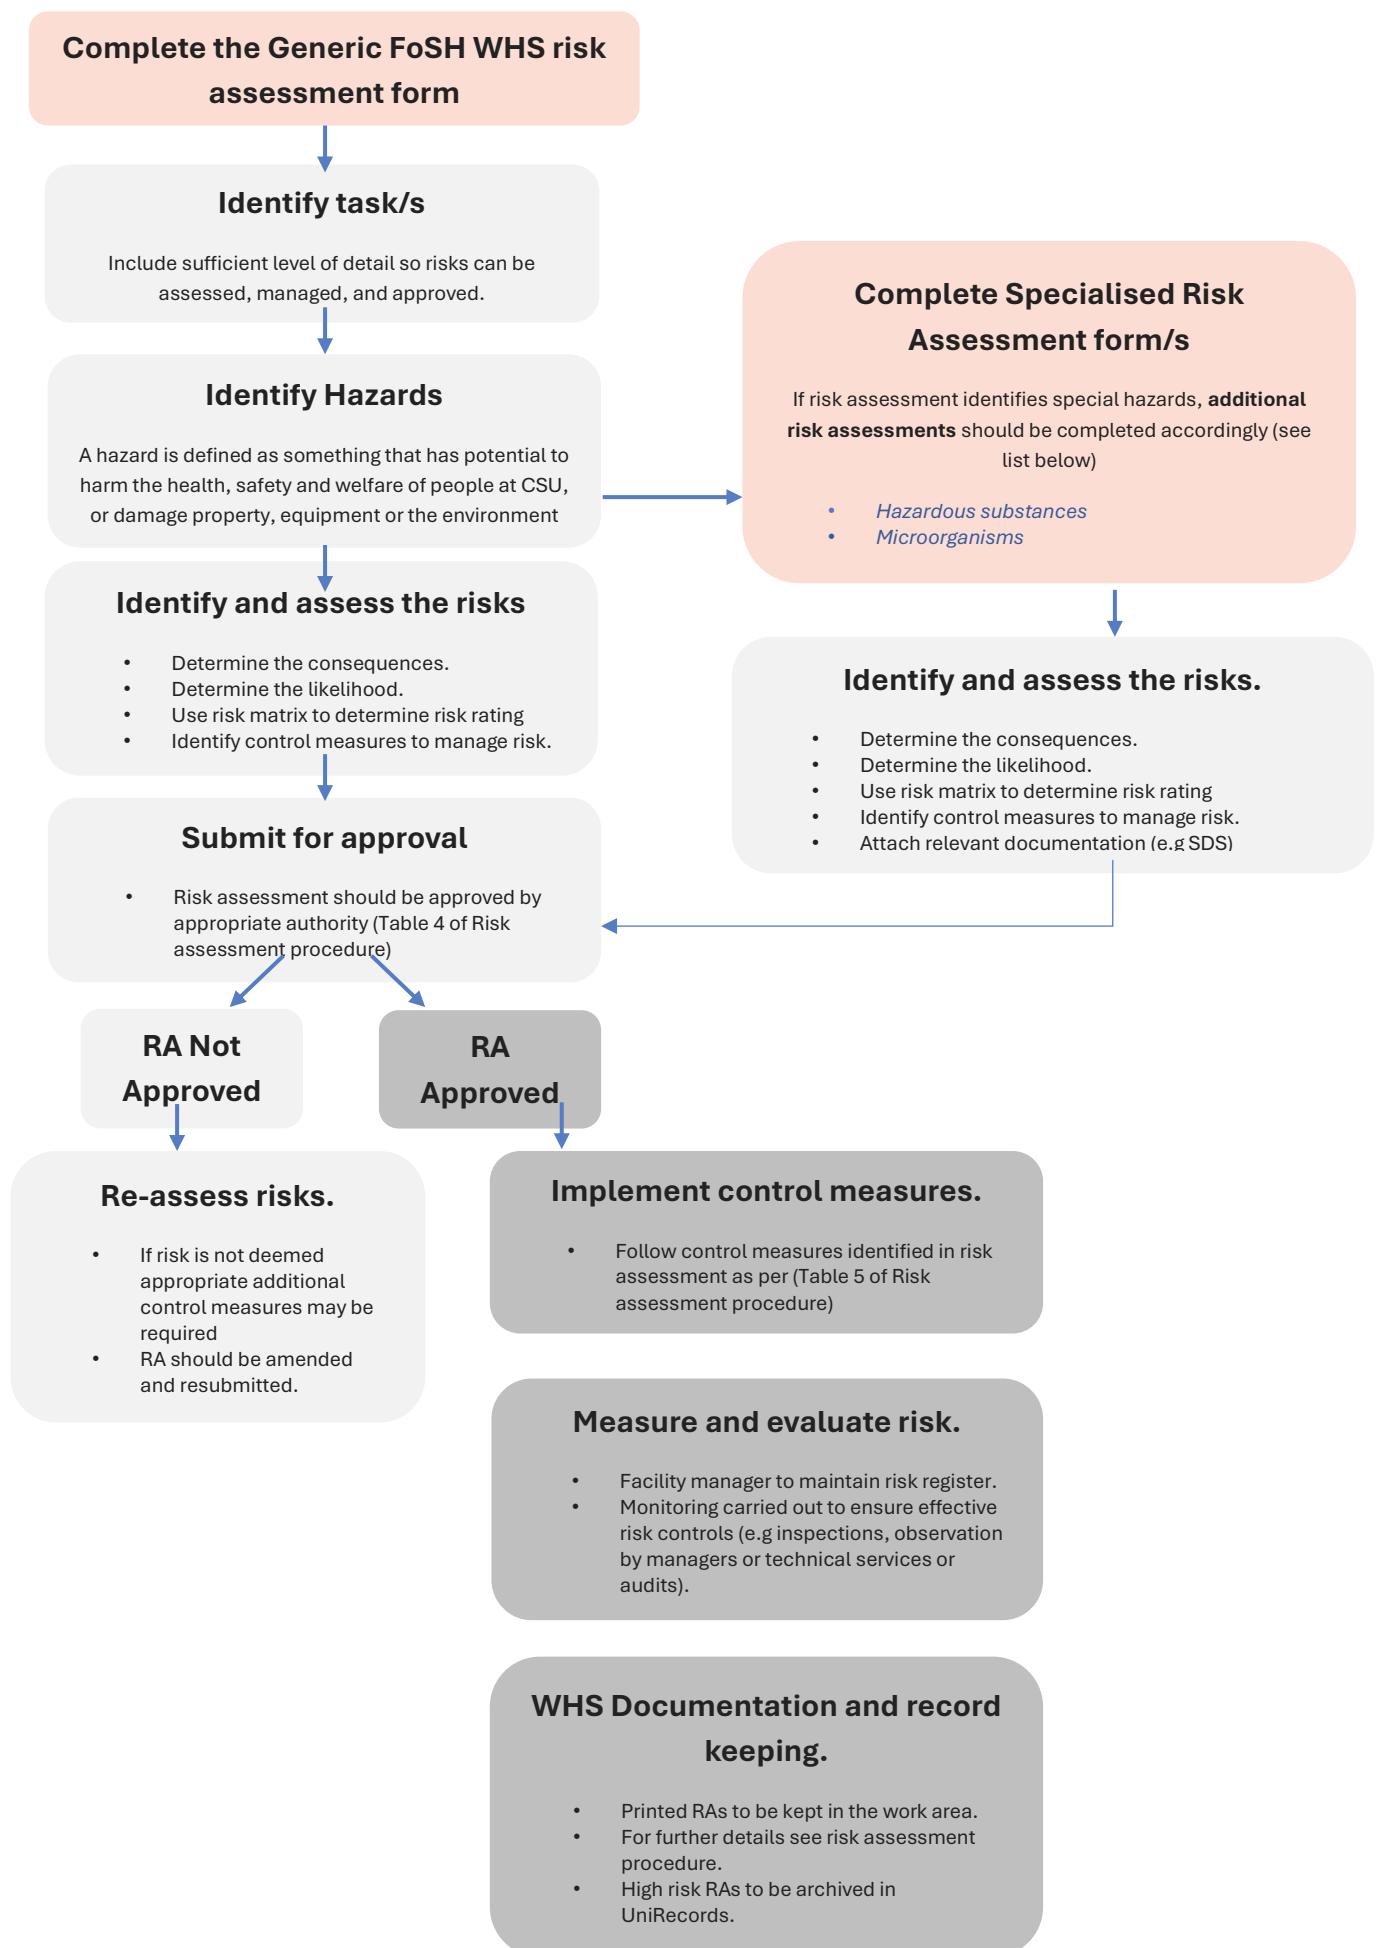 Complete the Generic FoSH WHS risk
assessment form
Identify task/s
Include sufficient level of detail so risks can be
assessed, managed, and approved.
Identify Hazards
A hazard is defined as something that has potential to
harm the health, safety and welfare of people at CSU,
or damage property, equipment or the environment
Complete Specialised Risk
Assessment form/s
If risk assessment identifies special hazards, additional
risk assessments should be completed accordingly (see
list below)
• Hazardous substances
• Microorganisms
Identify and assess the risks
• Determine the consequences.
• Determine the likelihood.
• Use risk matrix to determine risk rating
• Identify control measures to manage risk.
Identify and assess the risks.
• Determine the consequences.
• Determine the likelihood.
• Use risk matrix to determine risk rating
• Identify control measures to manage risk.
• Attach relevant documentation (e.g SDS)
Submit for approval
• Risk assessment should be approved by
appropriate authority (Table 4 of Risk
assessment procedure)
RA Not
Approved
RA
Approved
Re-assess risks.
• If risk is not deemed
appropriate additional
control measures may be
required
• RA should be amended
and resubmitted.
Implement control measures.
• Follow control measures identified in risk
assessment as per (Table 5 of Risk
assessment procedure)
Measure and evaluate risk.
• Facility manager to maintain risk register.
• Monitoring carried out to ensure effective
risk controls (e.g inspections, observation
by managers or technical services or
audits).
WHS Documentation and record
keeping.
• Printed RAs to be kept in the work area.
• For further details see risk assessment
procedure.
• High risk RAs to be archived in
UniRecords.